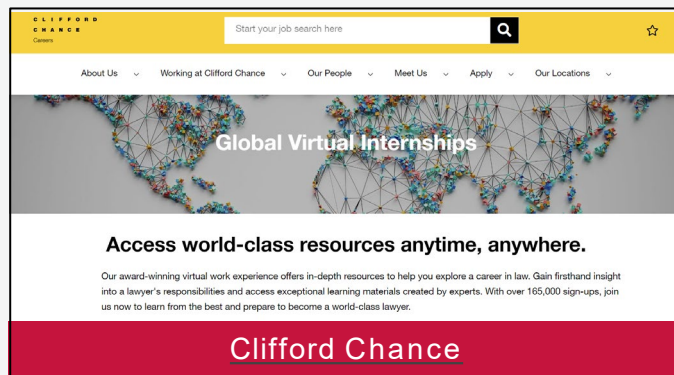 CLIFFORD
CHANCE
Careers
Start your job search here
About Us Working at Clifford Chance Our People Meet Us Apply Our Locations
Global Virtual Internships
Access world-class resources anytime, anywhere.
Our award-winning virtual work experience offers in-depth resources to help you explore a career in law. Gain firsthand insight
into a lawyer's responsibilities and access exceptional learning materials created by experts. With over 165,000 sign-ups, join
us now to learn from the best and prepare to become a world-class lawyer.
Clifford Chance